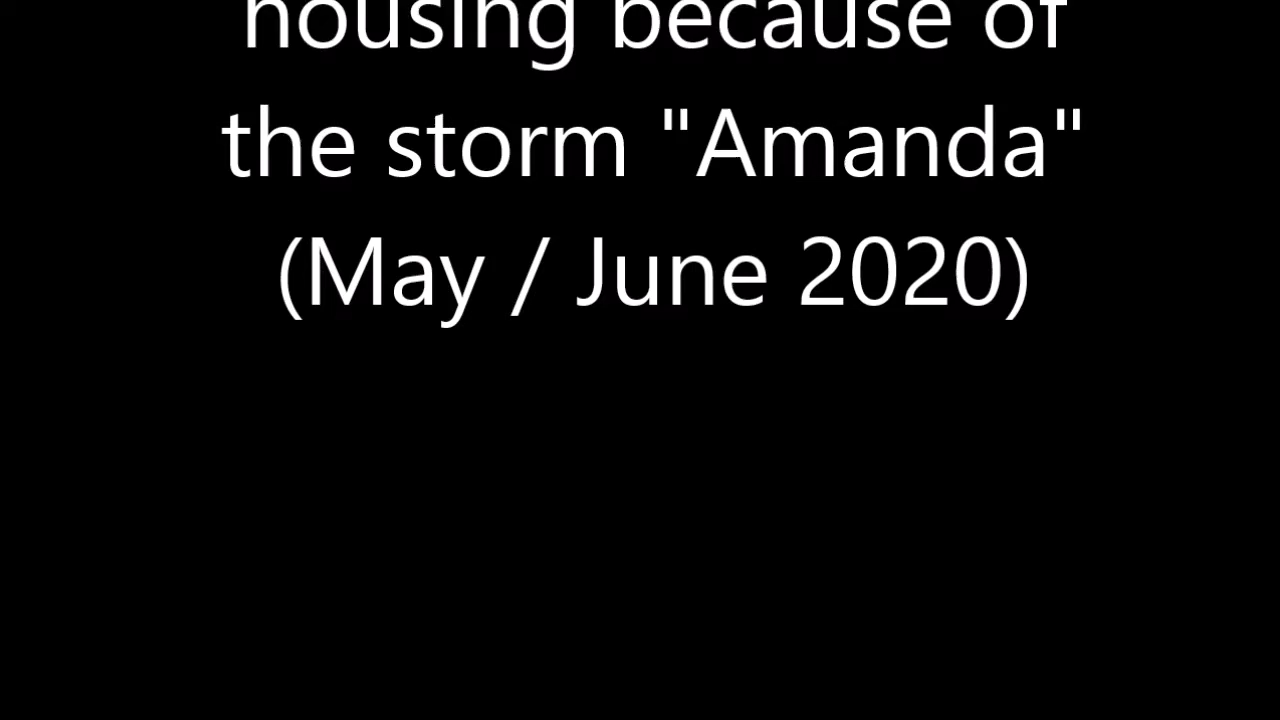 housing because of
the storm "Amanda"
(May / June 2020)